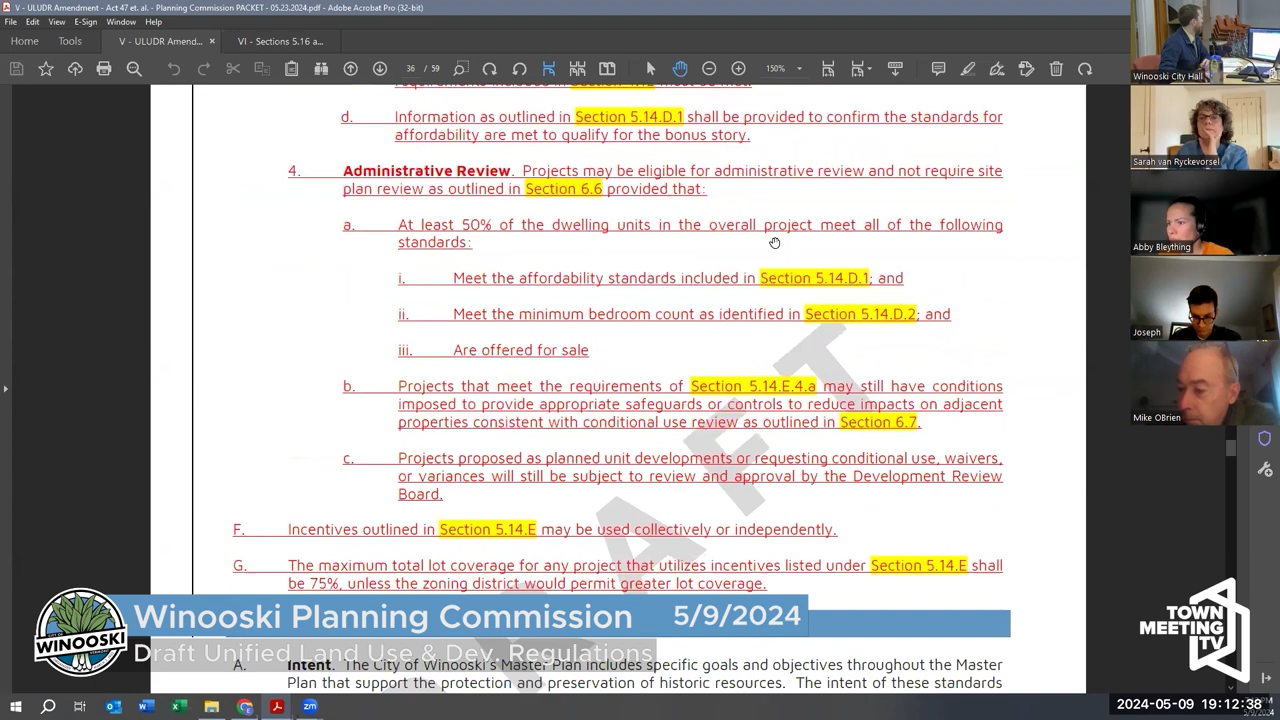 V - ULUDR Amendment - Act 47 et. al. - Planning Commission PACKET - 05.23.2024.pdf - Adobe Acrobat Pro (32-bit)
File Edit View E-Sign Window Help
Home Tools V - ULUDR Amend... × VI - Sections 5.16 a...
36 / 59 150%
d. Information as outlined in Section 5.14.D.1 shall be provided to confirm the standards for
affordability are met to qualify for the bonus story.
4. Administrative Review. Projects may be eligible for administrative review and not require site
plan review as outlined in Section 6.6 provided that:
a. At least 50% of the dwelling units in the overall project meet all of the following
standards:
i. Meet the affordability standards included in Section 5.14.D.1; and
ii. Meet the minimum bedroom count as identified in Section 5.14.D.2; and
iii. Are offered for sale
b. Projects that meet the requirements of Section 5.14.E.4.a may still have conditions
imposed to provide appropriate safeguards or controls to reduce impacts on adjacent
properties consistent with conditional use review as outlined in Section 6.7.
c. Projects proposed as planned unit developments or requesting conditional use, waivers,
or variances will still be subject to review and approval by the Development Review
Board.
F. Incentives outlined in Section 5.14.E may be used collectively or independently.
G. The maximum total lot coverage for any project that utilizes incentives listed under Section 5.14.E shall
be 75%, unless the zoning district would permit greater lot coverage.
A. Intent. The City of Winooski's Master Plan includes specific goals and objectives throughout the Master
Plan that support the protection and preservation of historic resources. The intent of these standards
DRAFT
Winooski City Hall
Sarah van Ryckevorsel
Abby Bleything
Joseph
Mike OBrien
CITY OF
WINOOSKI
VERMONT
Winooski Planning Commission 5/9/2024
Draft Unified Land Use & Dev. Regulations
TOWN
MEETING
TV
2024-05-09 19:12:38